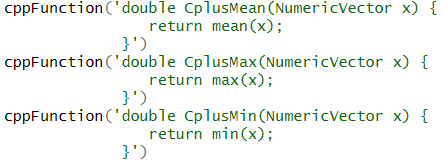 cppFunction('double CplusMean(NumericVector x) {
return mean(x);
}')
cppFunction('double CplusMax(NumericVector x) {
return max(x);
}')
cppFunction('double CplusMin(NumericVector x) {
return min(x);
}')